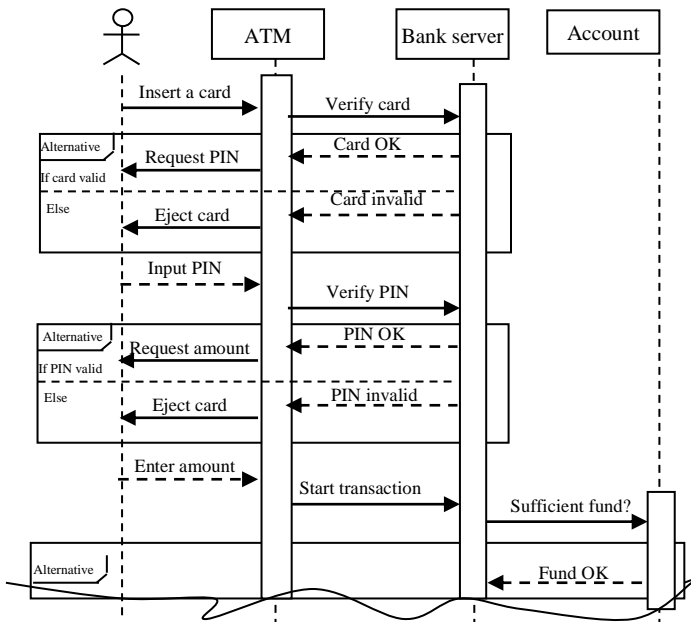 ATM
Bank server
Account
Insert a card
Verify card
Alternative
Card OK
Request PIN
If card valid
Card invalid
Else
Eject card
Input PIN
Verify PIN
Alternative
PIN OK
Request amount
If PIN valid
PIN invalid
Else
Eject card
Enter amount
Start transaction
Sufficient fund?
Alternative
Fund OK